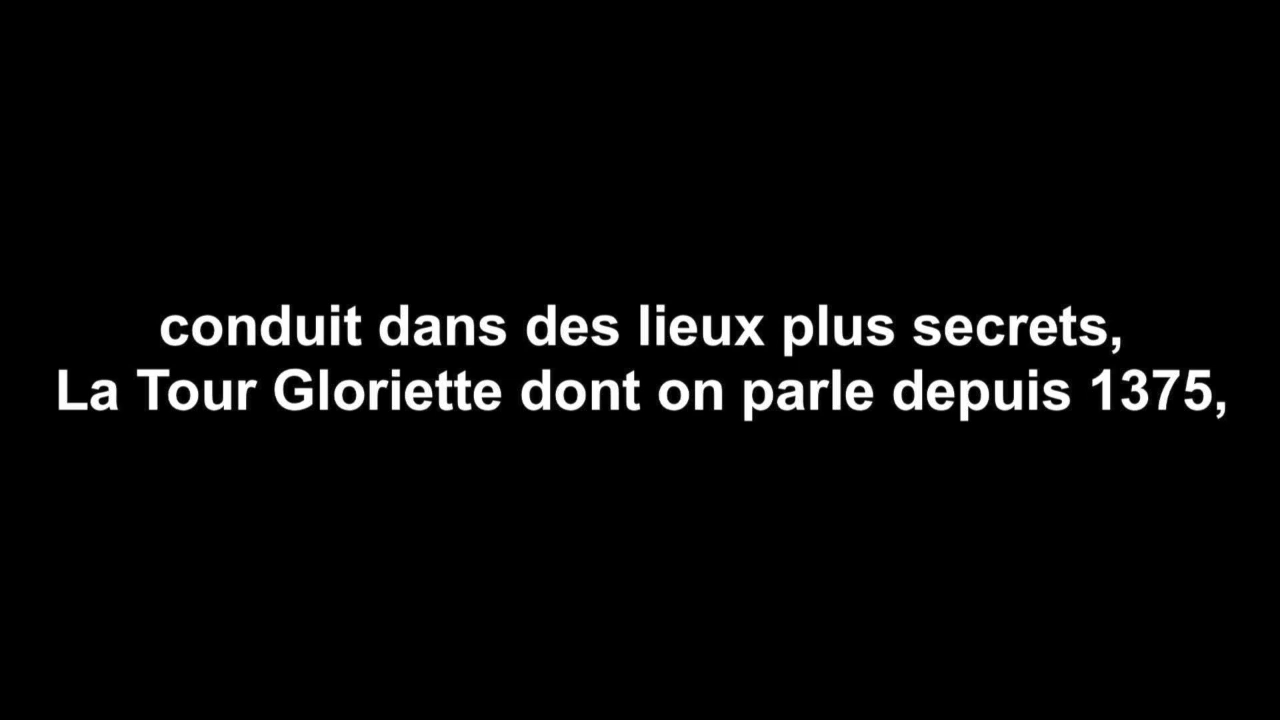 conduit dans des lieux plus secrets,
La Tour Gloriette dont on parle depuis 1375,